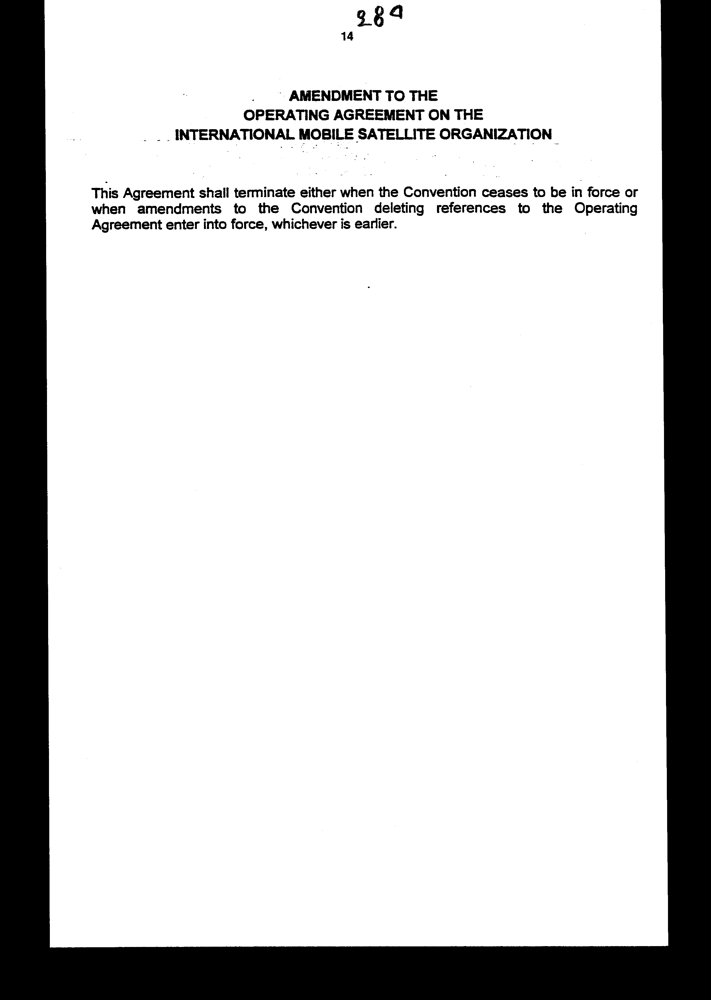 14
AMENDMENT TO THE
OPERATING AGREEMENT ON THE
INTERNATIONAL MOBILE SATELLITE ORGANIZATION
This Agreement shall terminate either when the Convention ceases to be in force or
when amendments to the Convention deleting references to the Operating
Agreement enter into force, whichever is earlier.